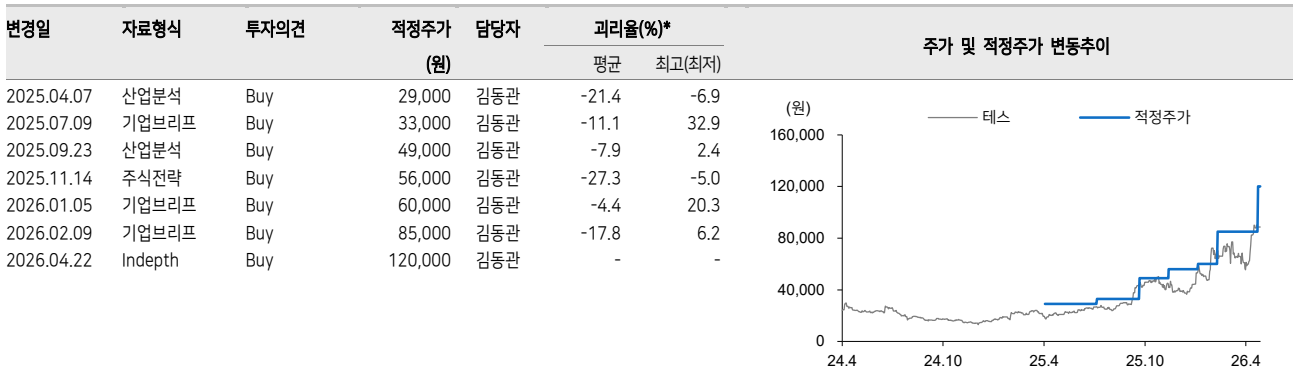 변경일 자료형식 투자의견 적정주가 담당자 괴리율(%)* 주가 및 적정주가 변동추이
(원) 평균 최고(최저)
2025.04.07 산업분석 Buy 29,000 김동관 -21.4 -6.9
2025.07.09 기업브리프 Buy 33,000 김동관 -11.1 32.9
2025.09.23 산업분석 Buy 49,000 김동관 -7.9 2.4
2025.11.14 주식전략 Buy 56,000 김동관 -27.3 -5.0
2026.01.05 기업브리프 Buy 60,000 김동관 -4.4 20.3
2026.02.09 기업브리프 Buy 85,000 김동관 -17.8 6.2
2026.04.22 Indepth Buy 120,000 김동관 - -
(원) 테스 적정주가
160,000
120,000
80,000
40,000
0
24.4 24.10 25.4 25.10 26.4